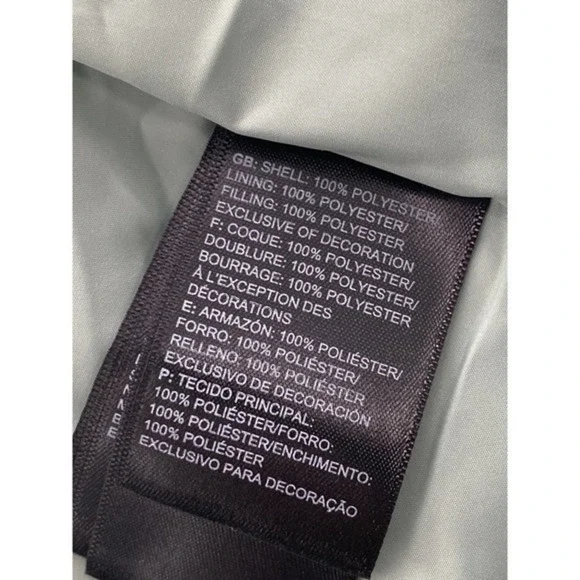 GB: SHELL: 100% POLYESTER
LINING: 100% POLYESTER/
FILLING: 100% POLYESTER/
EXCLUSIVE OF DECORATION
F: COQUE: 100% POLYESTER/
DOUBLURE: 100% POLYESTER/
BOURRAGE: 100% POLYESTER
À L'EXCEPTION DES
DÉCORATIONS
E: ARMAZÓN: 100% POLIÉSTER/
FORRO: 100% POLIÉSTER/
RELLENO: 100% POLIÉSTER
EXCLUSIVO DE DECORACIÓN
P: TECIDO PRINCIPAL:
100% POLIÉSTER/FORRO:
100% POLIÉSTER/ENCHIMENTO:
100% POLIÉSTER
EXCLUSIVO PARA DECORAÇÃO